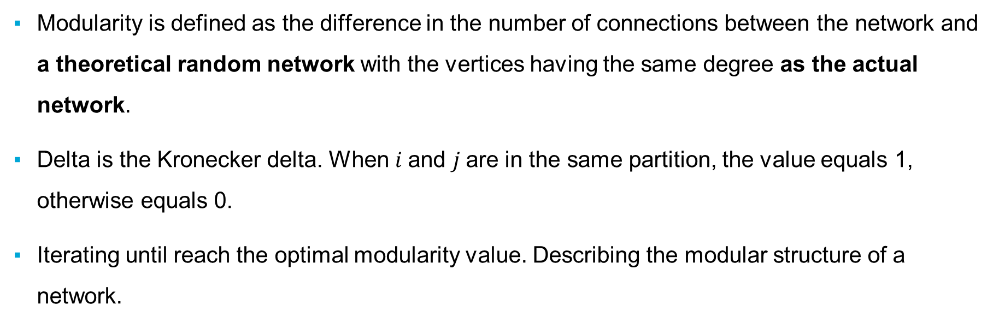 ▪ Modularity is defined as the difference in the number of connections between the network and
a theoretical random network with the vertices having the same degree as the actual
network.
▪ Delta is the Kronecker delta. When i and j are in the same partition, the value equals 1,
otherwise equals 0.
▪ Iterating until reach the optimal modularity value. Describing the modular structure of a
network.